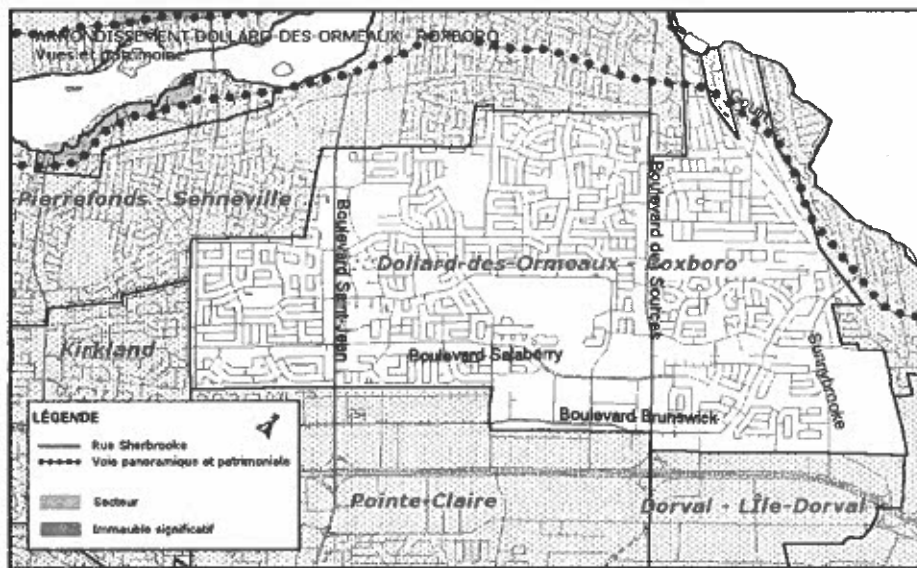 ARRONDISSEMENT DOLLARD-DES-ORMEAUX - ROXBORO
Vues et patrimoine
Gouin
Pierrefonds - Senneville
Boulevard Saint-Jean
Boulevard des Sources
Dollard-des-Ormeaux - Roxboro
Kirkland
Boulevard Salaberry
Sunnybrooke
Boulevard Brunswick
LÉGENDE
Rue Sherbrooke
Voie panoramique et patrimoniale
Secteur
Immeuble significatif
Pointe-Claire
Dorval - L'Île-Dorval